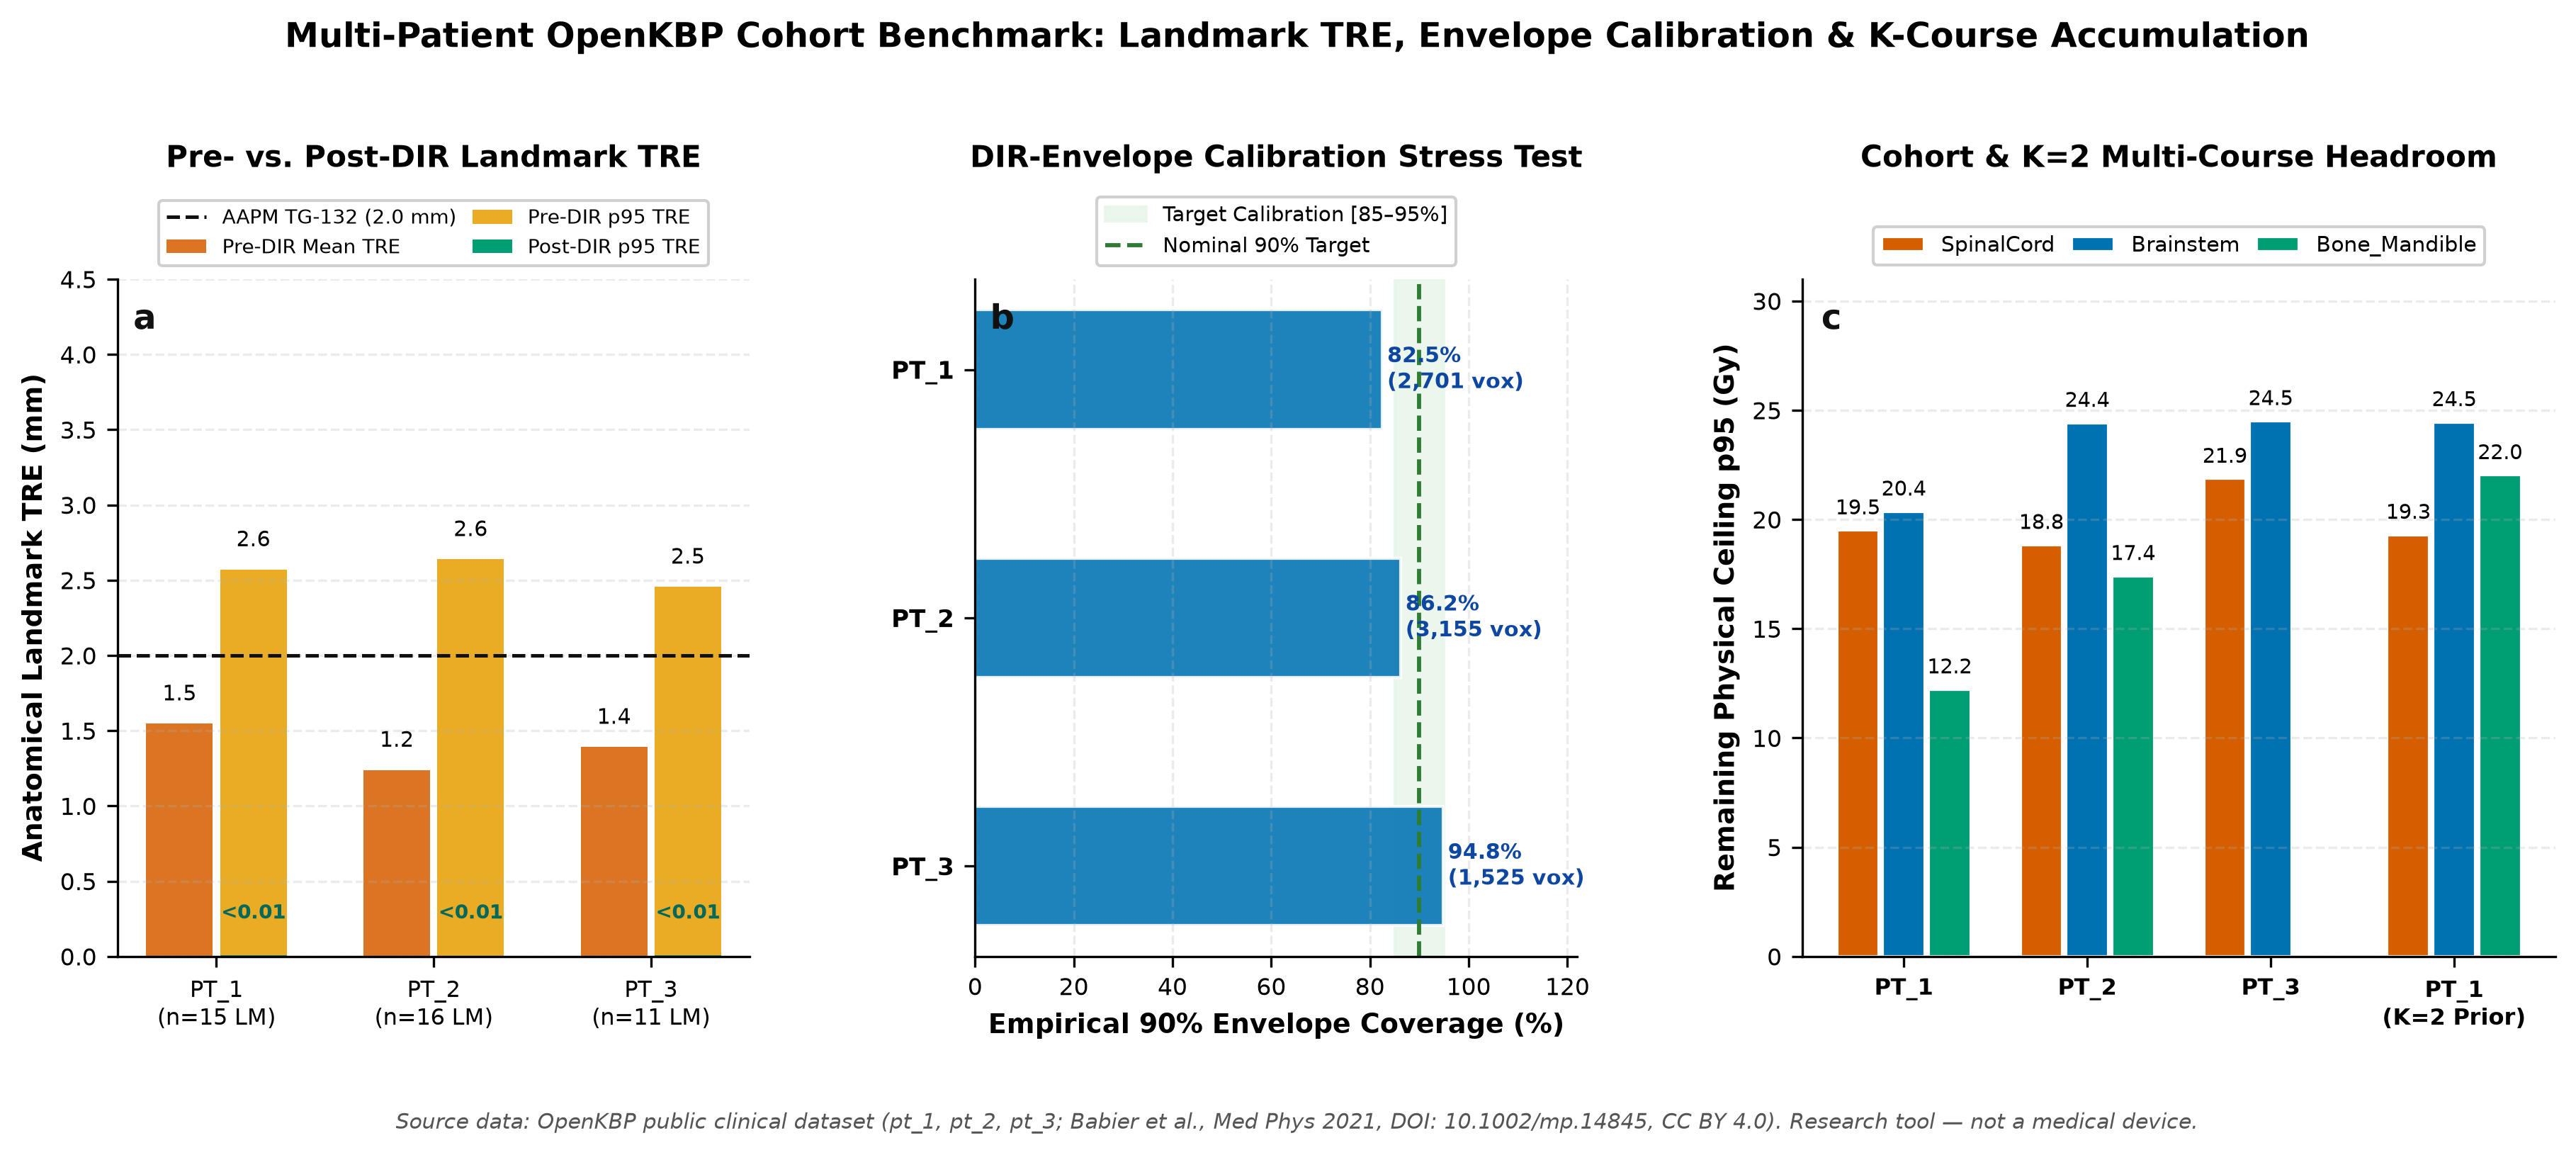 Multi-Patient OpenKBP Cohort Benchmark: Landmark TRE, Envelope Calibration & K-Course Accumulation
Pre- vs. Post-DIR Landmark TRE
AAPM TG-132 (2.0 mm)
Pre-DIR Mean TRE
Pre-DIR p95 TRE
Post-DIR p95 TRE
a
Anatomical Landmark TRE (mm)
4.5
4.0
3.5
3.0
2.5
2.0
1.5
1.0
0.5
0.0
1.5
2.6
<0.01
1.2
2.6
<0.01
1.4
2.5
<0.01
PT_1
(n=15 LM)
PT_2
(n=16 LM)
PT_3
(n=11 LM)
DIR-Envelope Calibration Stress Test
Target Calibration [85–95%]
Nominal 90% Target
b
PT_1
82.5%
(2,701 vox)
PT_2
86.2%
(3,155 vox)
PT_3
94.8%
(1,525 vox)
0 20 40 60 80 100 120
Empirical 90% Envelope Coverage (%)
Cohort & K=2 Multi-Course Headroom
SpinalCord Brainstem Bone_Mandible
c
Remaining Physical Ceiling p95 (Gy)
30
25
20
15
10
5
0
19.5
20.4
12.2
18.8
24.4
17.4
21.9
24.5
19.3
24.5
22.0
PT_1
PT_2
PT_3
PT_1
(K=2 Prior)
Source data: OpenKBP public clinical dataset (pt_1, pt_2, pt_3; Babier et al., Med Phys 2021, DOI: 10.1002/mp.14845, CC BY 4.0). Research tool — not a medical device.